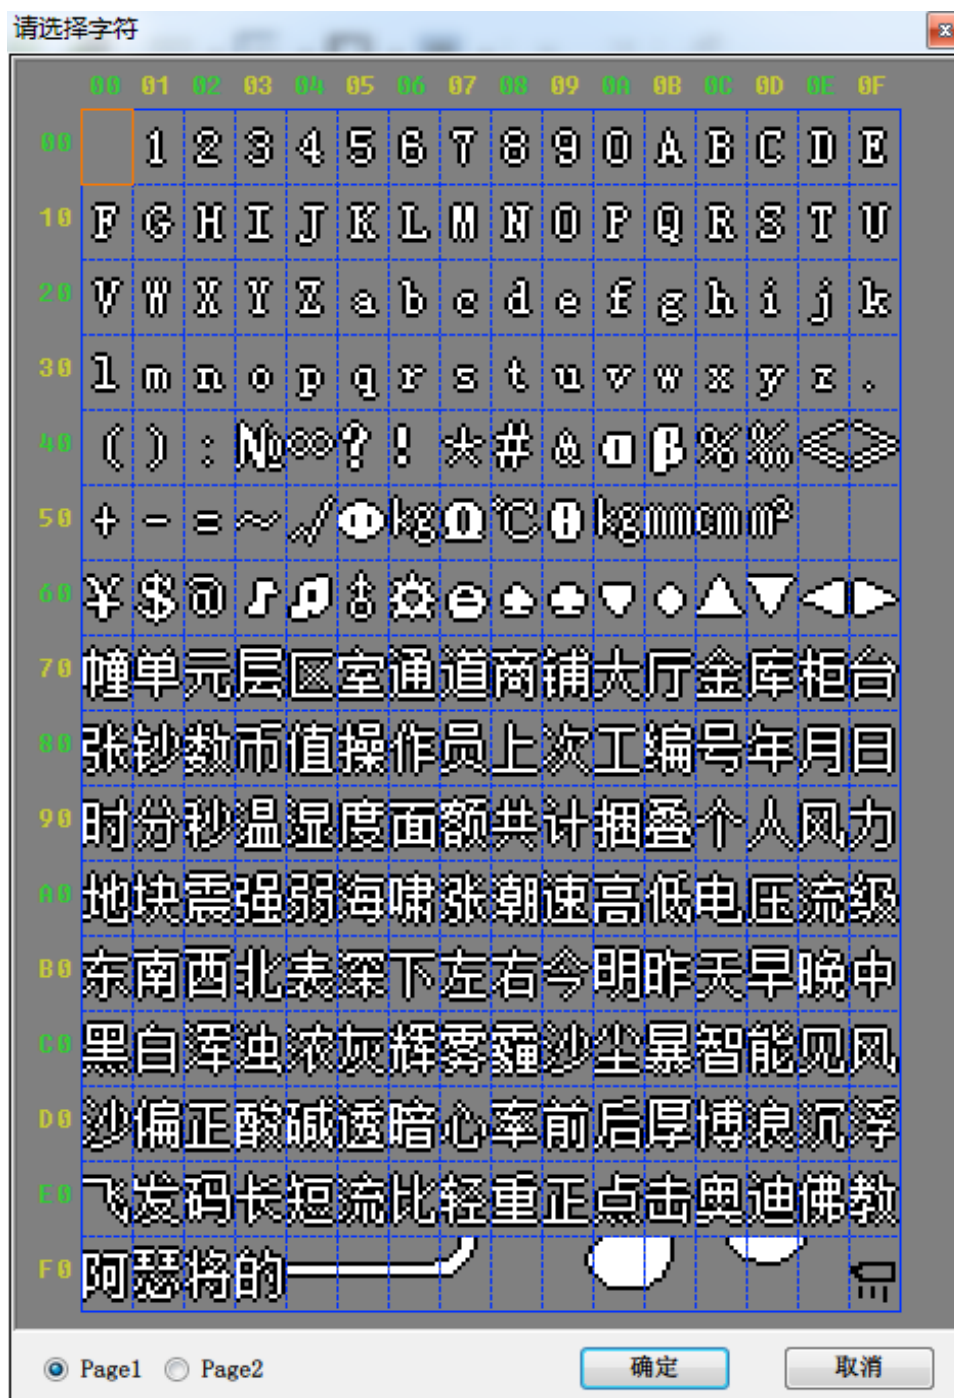 请选择字符
00 01 02 03 04 05 06 07 08 09 0A 0B 0C 0D 0E 0F
00 1 2 3 4 5 6 7 8 9 0 A B C D E
10 F G H I J K L M N O P Q R S T U
20 V W X Y Z a b c d e f g h i j k
30 l m n o p q r s t u v w x y z .
40 ( ) : № ∞ ? ! * # & α β % ‰ < >
50 + - = ~ √ Φ kg Ω ℃ θ kg mm cm m²
60 ¥ $ @
70 幢 单 元 层 区 室 通 道 商 铺 大 厅 金 库 柜 台
80 张 钞 数 币 值 操 作 员 上 次 工 编 号 年 月 日
90 时 分 秒 温 湿 度 面 额 共 计 捆 叠 个 人 风 力
A0 地 块 震 强 弱 海 啸 张 潮 速 高 低 电 压 流 级
B0 东 南 西 北 表 深 下 左 右 今 明 昨 天 早 晚 中
C0 黑 白 浑 浊 浓 灰 辉 雾 霾 沙 尘 暴 智 能 见 风
D0 沙 偏 正 酸 碱 透 暗 心 率 前 后 厚 博 浪 沉 浮
E0 飞 发 码 长 短 流 比 轻 重 正 点 击 奥 迪 佛 教
F0 阿 瑟 将 的
Page1 Page2 确定 取消